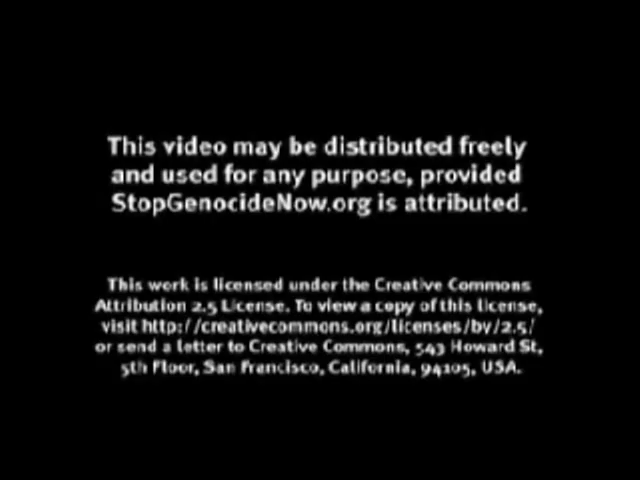 This video may be distributed freely
and used for any purpose, provided
StopGenocideNow.org is attributed.
This work is licensed under the Creative Commons
Attribution 2.5 License. To view a copy of this license,
visit http://creativecommons.org/licenses/by/2.5/
or send a letter to Creative Commons, 543 Howard St,
5th Floor, San Francisco, California, 94105, USA.